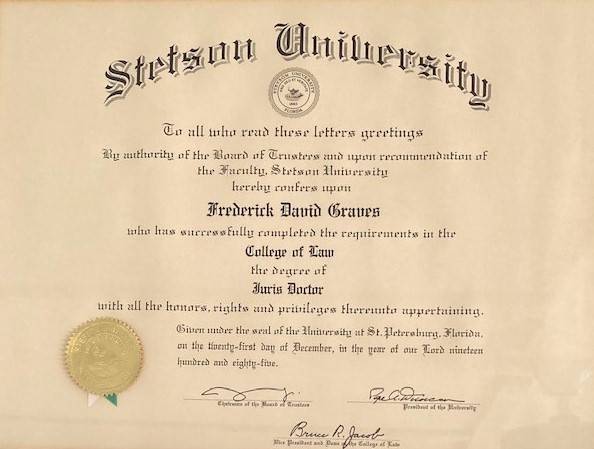 Stetson University
STETSON UNIVERSITY
1883
FLORIDA
To all who read these letters greetings
By authority of the Board of Trustees and upon recommendation of
the Faculty, Stetson University
hereby confers upon
Frederick David Graves
who has successfully completed the requirements in the
College of Law
the degree of
Juris Doctor
with all the honors, rights and privileges thereunto appertaining.
Given under the seal of the University at St. Petersburg, Florida,
on the twenty-first day of December, in the year of our Lord nineteen
hundred and eighty-five.
Chairman of the Board of Trustees
President of the University
Bruce R. Jacob
Vice President and Dean of the College of Law